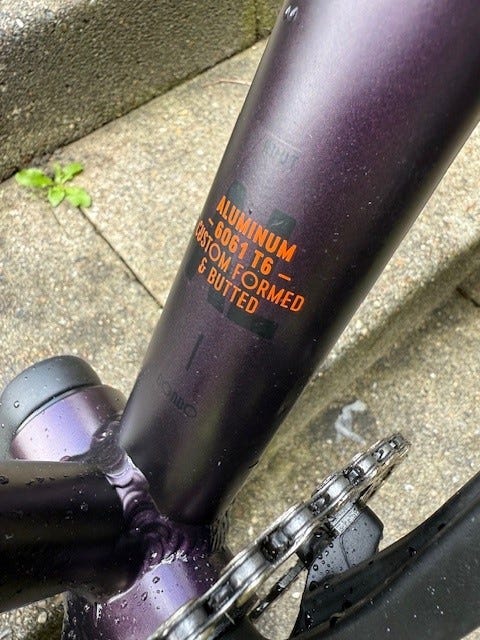 ALUMINUM
– 6061 T6 –
CUSTOM FORMED
& BUTTED